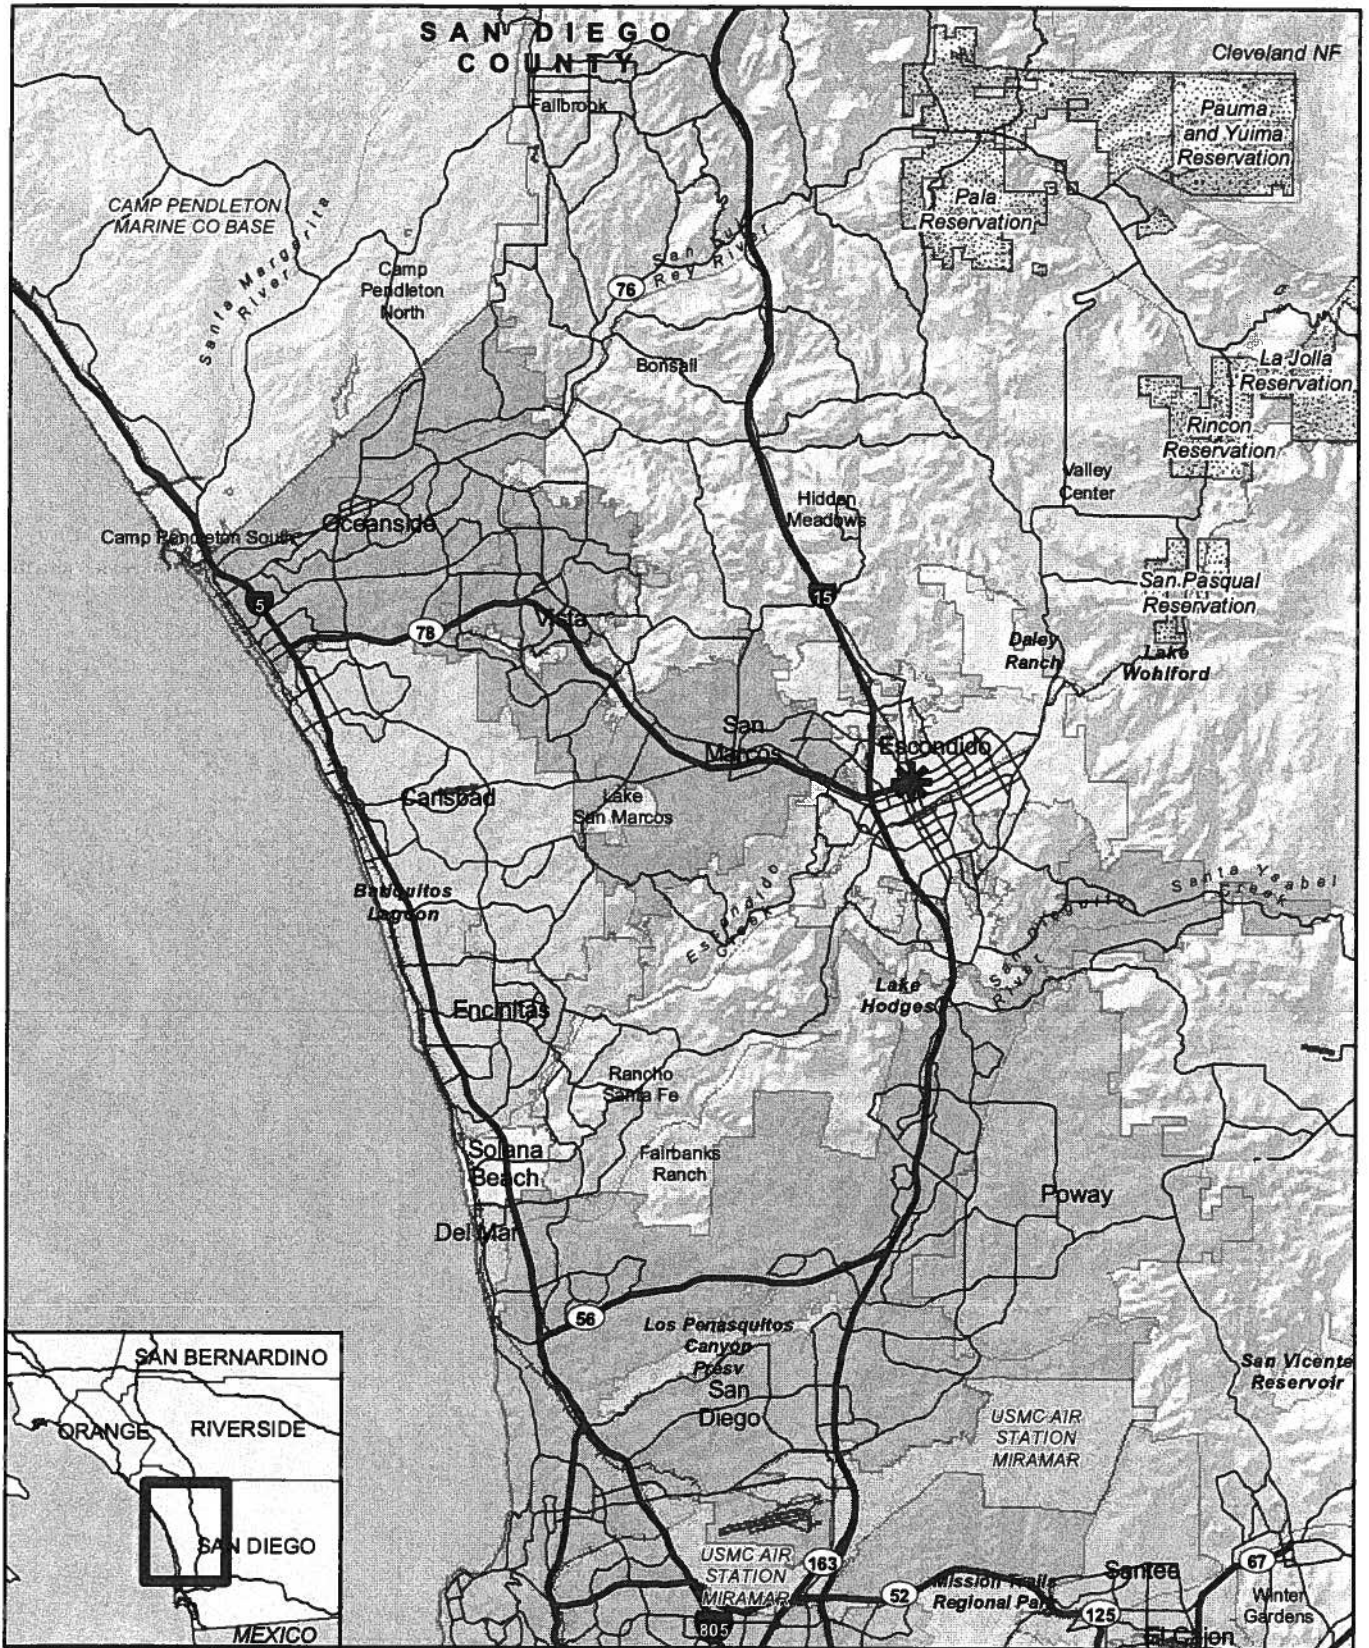 SAN DIEGO
COUNTY
Cleveland NF
Fallbrook
Pauma
and Yuima
Reservation
CAMP PENDLETON
MARINE CO BASE
Pala
Reservation
Santa Margarita
River
San Luis
Rey River
Camp
Pendleton
North
76
Bonsall
La Jolla
Reservation
Rincon
Reservation
Valley
Center
Hidden
Meadows
Oceanside
Camp Pendleton South
San Pasqual
Reservation
5
15
78
Vista
Daley
Ranch
Lake
Wohlford
San
Marcos
Escondido
Carlsbad
Lake
San Marcos
Batiquitos
Lagoon
Escondido
Creek
Santa Ysabel
Creek
San Dieguito
River
Lake
Hodges
Encinitas
Rancho
Santa Fe
Solana
Beach
Fairbanks
Ranch
Poway
Del Mar
56
Los Penasquitos
Canyon
Presv
San
Diego
San Vicente
Reservoir
USMC AIR
STATION
MIRAMAR
SAN BERNARDINO
ORANGE
RIVERSIDE
SAN DIEGO
MEXICO
USMC AIR
STATION
MIRAMAR
163
52
Mission Trails
Regional Park
Santee
67
Winter
Gardens
125
805
El Cajon